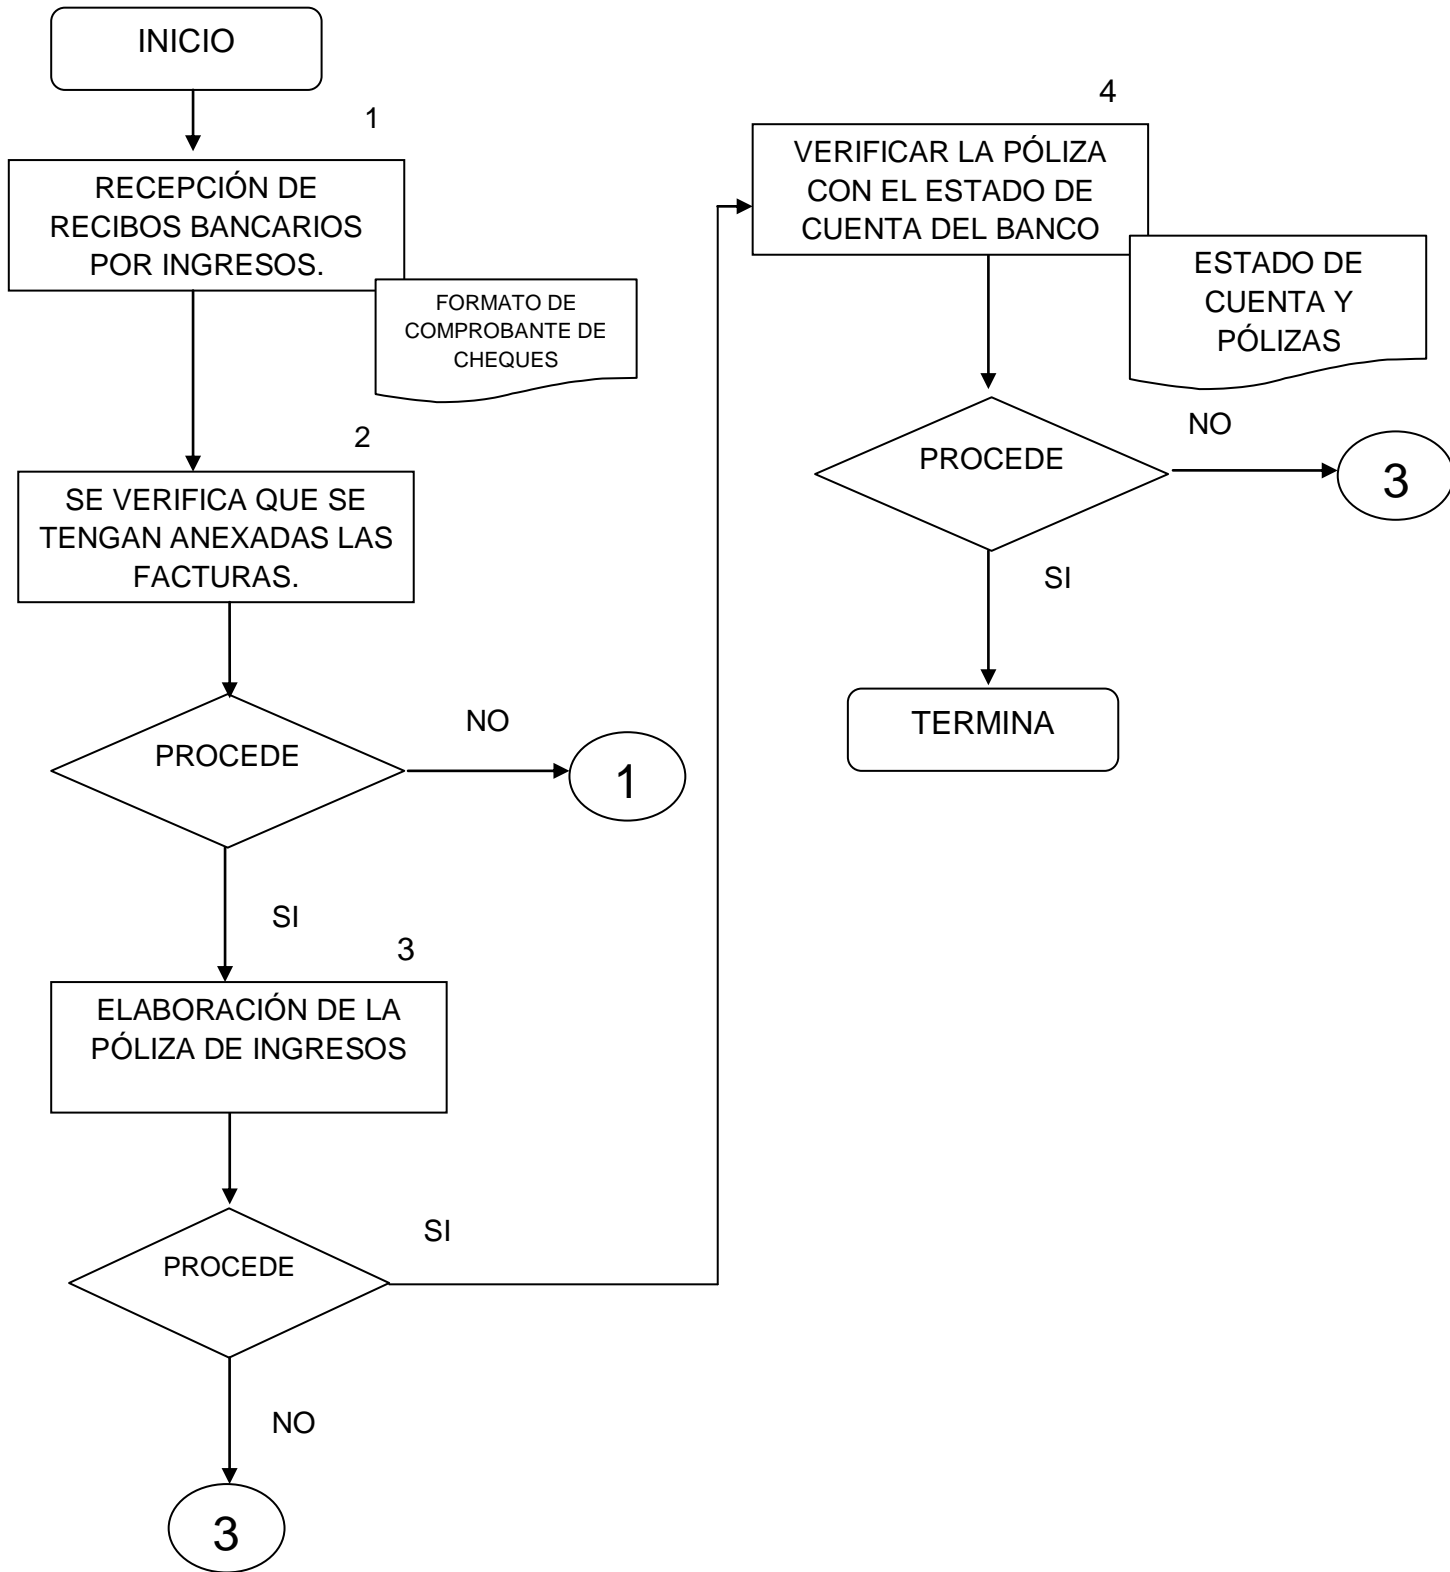 INICIO
1
RECEPCIÓN DE
RECIBOS BANCARIOS
POR INGRESOS.
FORMATO DE
COMPROBANTE DE
CHEQUES
2
SE VERIFICA QUE SE
TENGAN ANEXADAS LAS
FACTURAS.
PROCEDE
NO
1
SI
3
ELABORACIÓN DE LA
PÓLIZA DE INGRESOS
PROCEDE
SI
NO
3
4
VERIFICAR LA PÓLIZA
CON EL ESTADO DE
CUENTA DEL BANCO
ESTADO DE
CUENTA Y
PÓLIZAS
PROCEDE
NO
3
SI
TERMINA